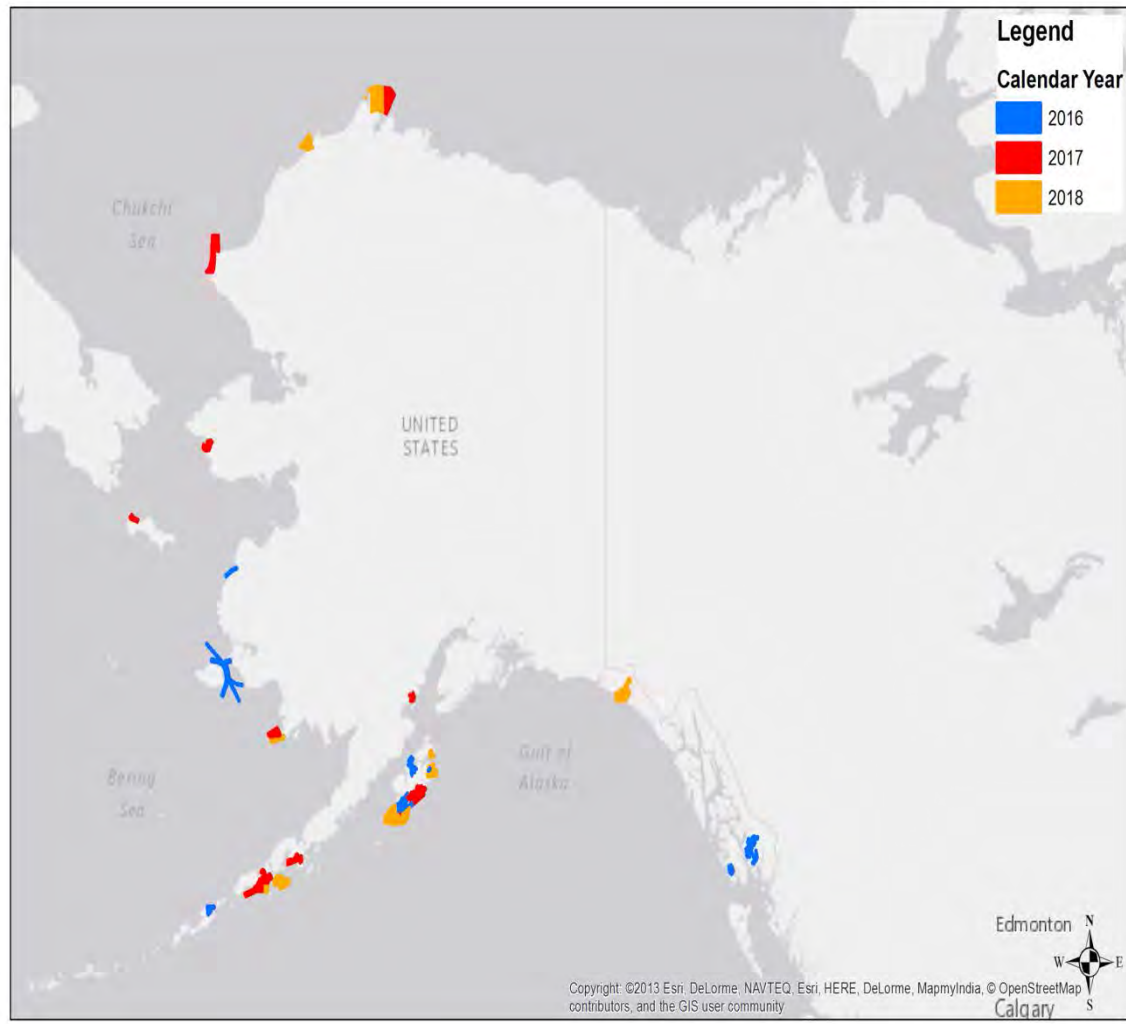 Legend
Calendar Year
2016
2017
2018
Chukchi
Sea
UNITED
STATES
Bering
Sea
Gulf of
Alaska
Edmonton
N
W
E
S
Calgary
Copyright: ©2013 Esri, DeLorme, NAVTEQ, Esri, HERE, DeLorme, MapmyIndia, © OpenStreetMap
contributors, and the GIS user community